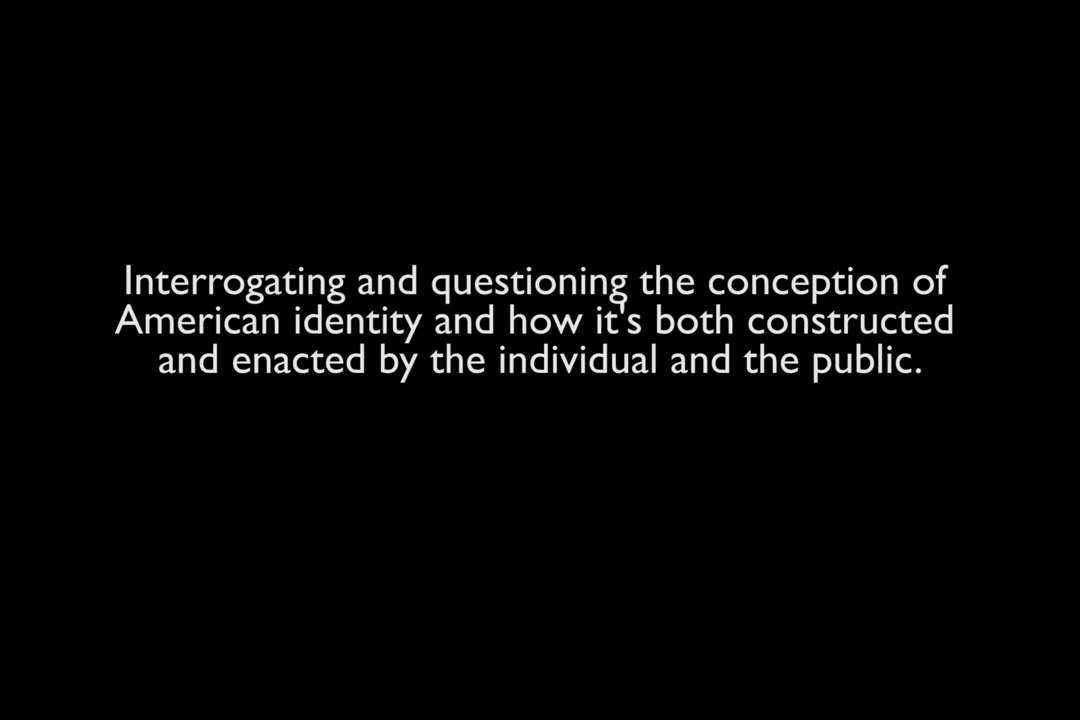 Interrogating and questioning the conception of
American identity and how it's both constructed
and enacted by the individual and the public.